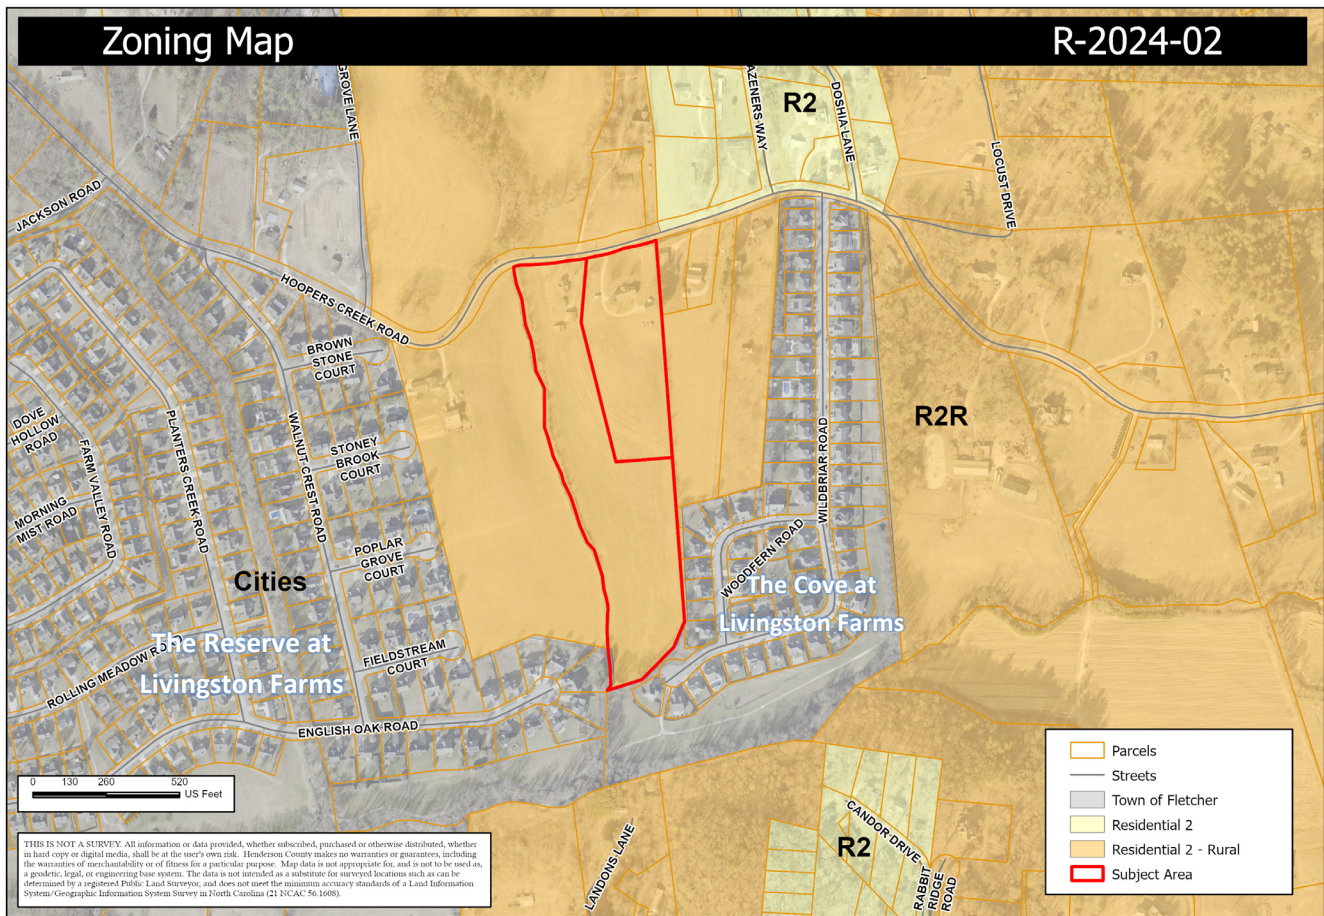 Zoning Map
R-2024-02
GROVE LANE
AZENERS WAY
R2
DOSHIA LANE
LOCUST DRIVE
JACKSON ROAD
HOOPERS CREEK ROAD
BROWN
STONE
COURT
DOVE
HOLLOW
ROAD
FARM VALLEY ROAD
PLANTERS CREEK ROAD
WALNUT CREST ROAD
STONEY
BROOK
COURT
R2R
WILDBRIAR ROAD
MORNING
MIST ROAD
POPLAR
GROVE
COURT
WOODFERN ROAD
Cities
The Cove at
Livingston Farms
The Reserve at
Livingston Farms
ROLLING MEADOW ROAD
FIELDSTREAM
COURT
ENGLISH OAK ROAD
0 130 260 520
US Feet
LANDONS LANE
R2
CANDOR DRIVE
RABBIT
RIDGE
ROAD
Parcels
Streets
Town of Fletcher
Residential 2
Residential 2 - Rural
Subject Area
THIS IS NOT A SURVEY. All information or data provided, whether subscribed, purchased or otherwise distributed, whether
in hard copy or digital media, shall be at the user's own risk. Henderson County makes no warranties or guarantees, including
the warranties of merchantability or of fitness for a particular purpose. Map data is not appropriate for, and is not to be used as,
a geodetic, legal, or engineering base system. The data is not intended as a substitute for surveyed locations such as can be
determined by a registered Public Land Surveyor, and does not meet the minimum accuracy standards of a Land Information
System/Geographic Information System Survey in North Carolina (21 NCAC 56.1608).